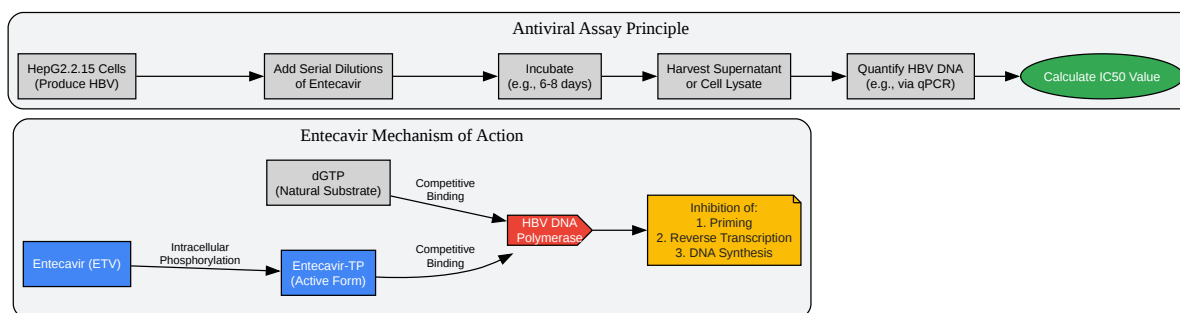 Antiviral Assay Principle
HepG2.2.15 Cells
(Produce HBV)
Add Serial Dilutions
of Entecavir
Incubate
(e.g., 6-8 days)
Harvest Supernatant
or Cell Lysate
Quantify HBV DNA
(e.g., via qPCR)
Calculate IC50 Value
Entecavir Mechanism of Action
dGTP
(Natural Substrate)
Competitive
Binding
Entecavir (ETV)
Intracellular
Phosphorylation
Entecavir-TP
(Active Form)
Competitive
Binding
HBV DNA
Polymerase
Inhibition of:
1. Priming
2. Reverse Transcription
3. DNA Synthesis